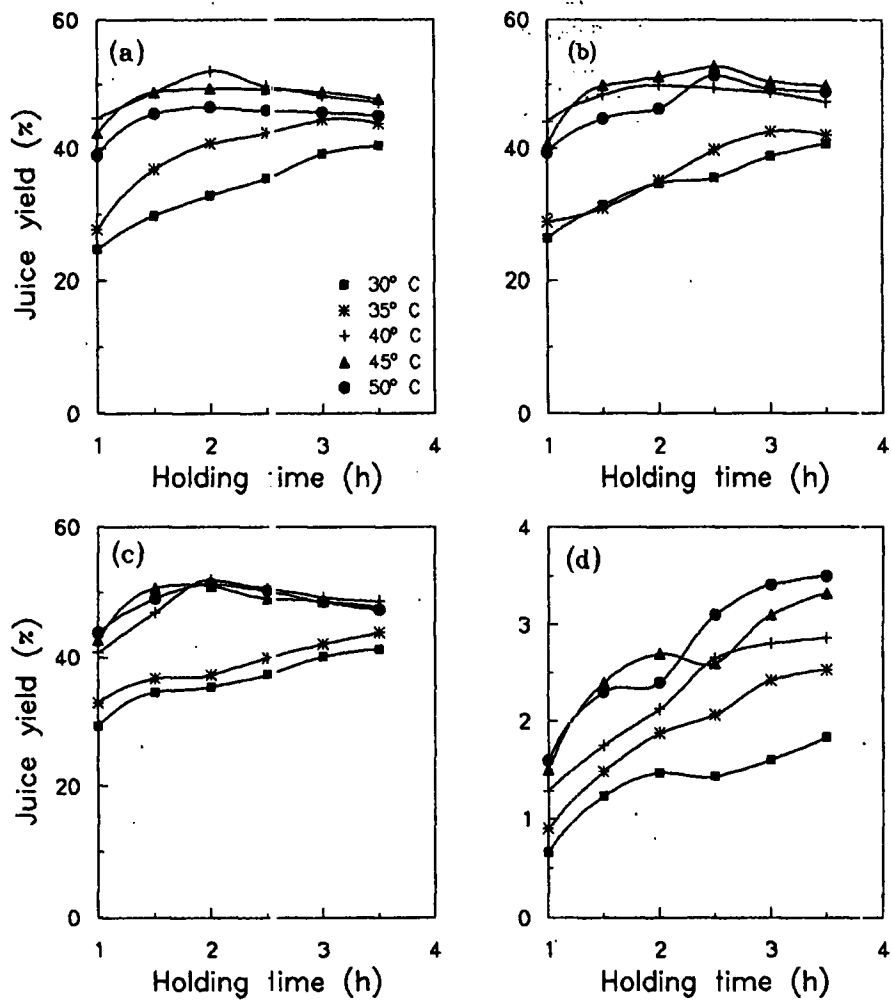 (a)
60
40
20
0
Juice yield (%)
1 2 3 4
Holding time (h)
30° C
35° C
40° C
45° C
50° C
(b)
60
40
20
0
1 2 3 4
Holding time (h)
(c)
60
40
20
0
Juice yield (%)
1 2 3 4
Holding time (h)
(d)
4
3
2
1
0
1 2 3 4
Holding time (h)